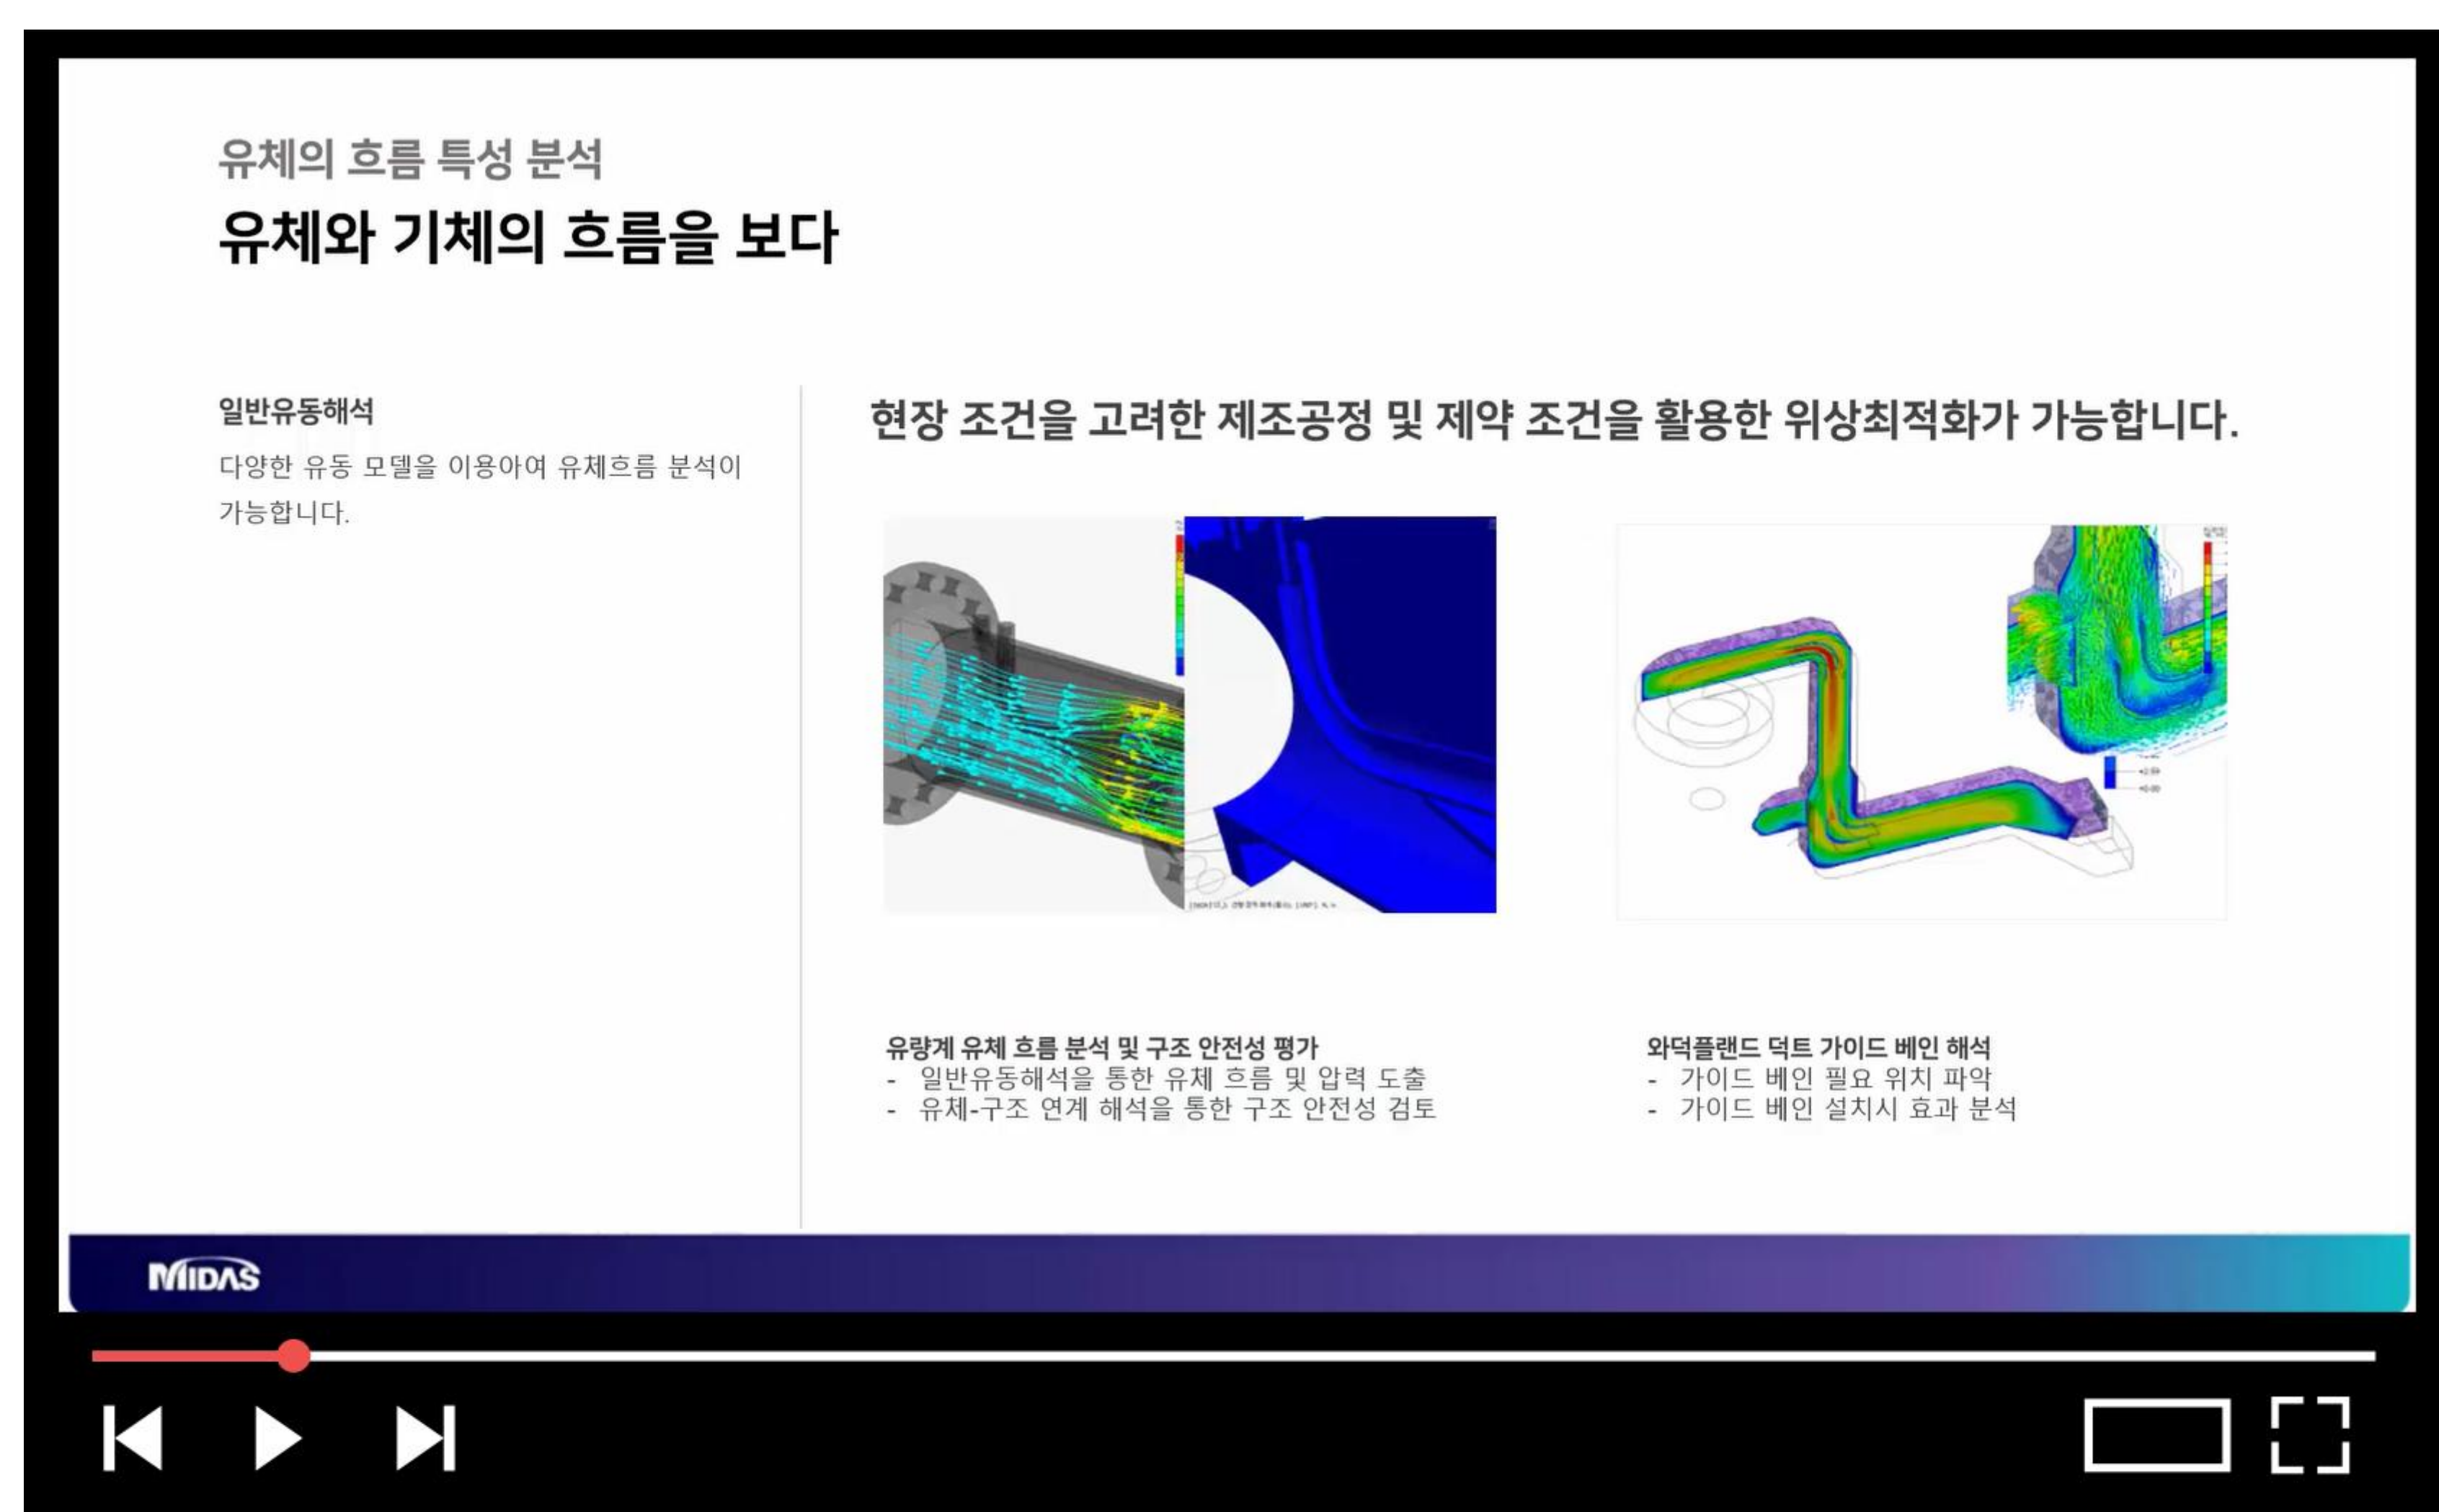 유체의 흐름 특성 분석
유체와 기체의 흐름을 보다
일반유동해석
다양한 유동 모델을 이용아여 유체흐름 분석이
가능합니다.
현장 조건을 고려한 제조공정 및 제약 조건을 활용한 위상최적화가 가능합니다.
유량계 유체 흐름 분석 및 구조 안전성 평가
- 일반유동해석을 통한 유체 흐름 및 압력 도출
- 유체-구조 연계 해석을 통한 구조 안전성 검토
와덕플랜드 덕트 가이드 베인 해석
- 가이드 베인 필요 위치 파악
- 가이드 베인 설치시 효과 분석
MIDAS